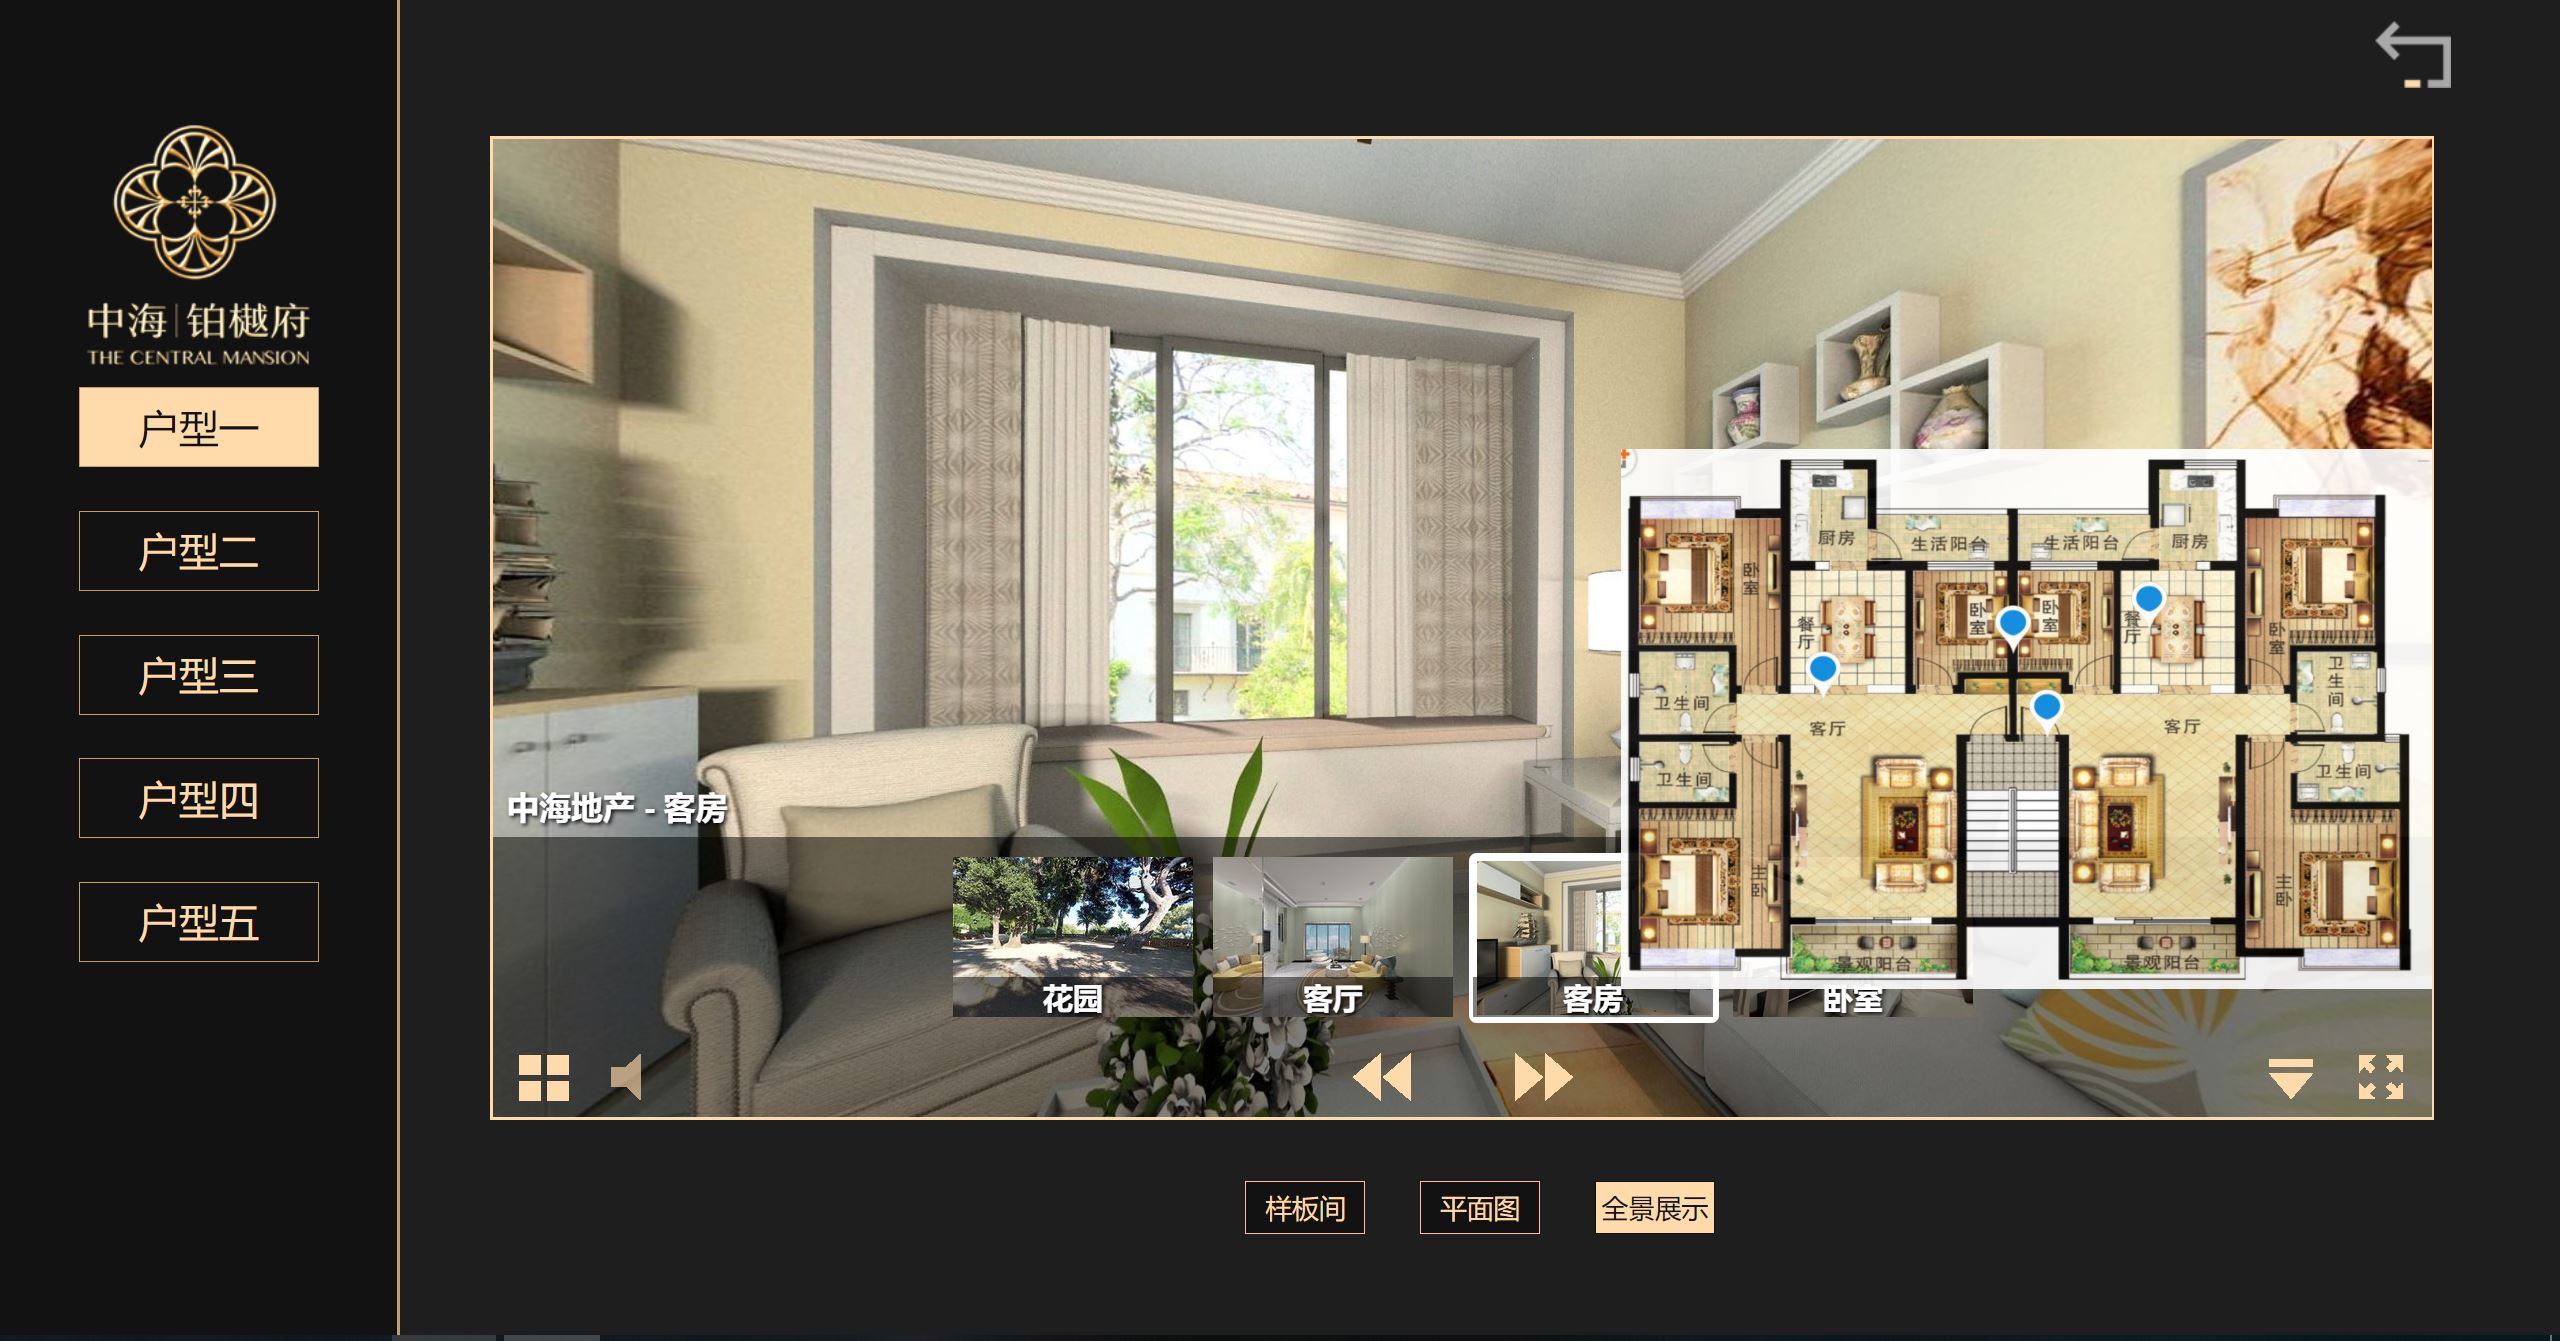 中海|铂樾府
THE CENTRAL MANSION
户型一
户型二
户型三
户型四
户型五
中海地产 - 客房
花园
客厅
客房
卧室
厨房
生活阳台
生活阳台
厨房
卧室
餐厅
卧室
卧室
餐厅
卧室
卫生间
卫生间
客厅
客厅
卫生间
卫生间
主卧
主卧
景观阳台
景观阳台
样板间
平面图
全景展示